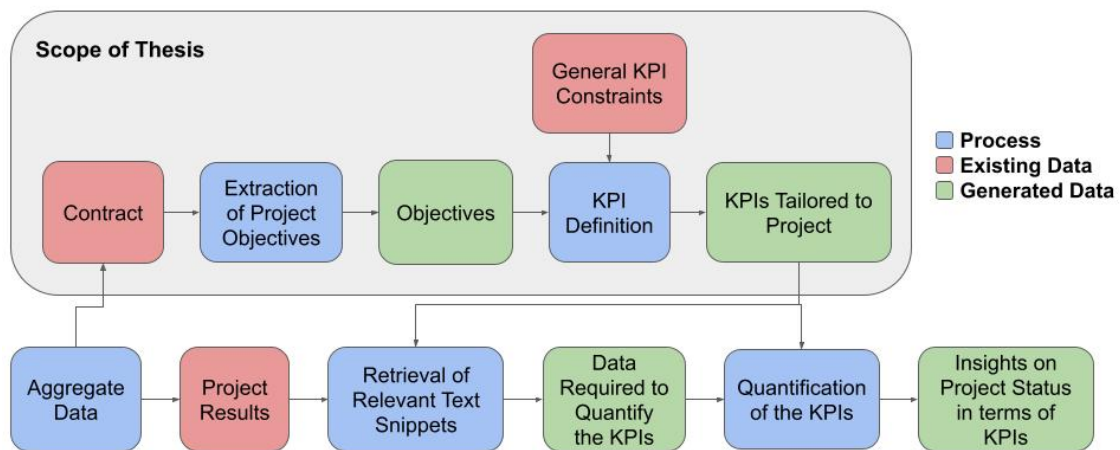 Scope of Thesis
General KPI
Constraints
Process
Existing Data
Generated Data
Contract
Extraction
of Project
Objectives
Objectives
KPI
Definition
KPIs Tailored to
Project
Aggregate
Data
Project
Results
Retrieval of
Relevant Text
Snippets
Data
Required to
Quantify
the KPIs
Quantification
of the KPIs
Insights on
Project Status
in terms of
KPIs